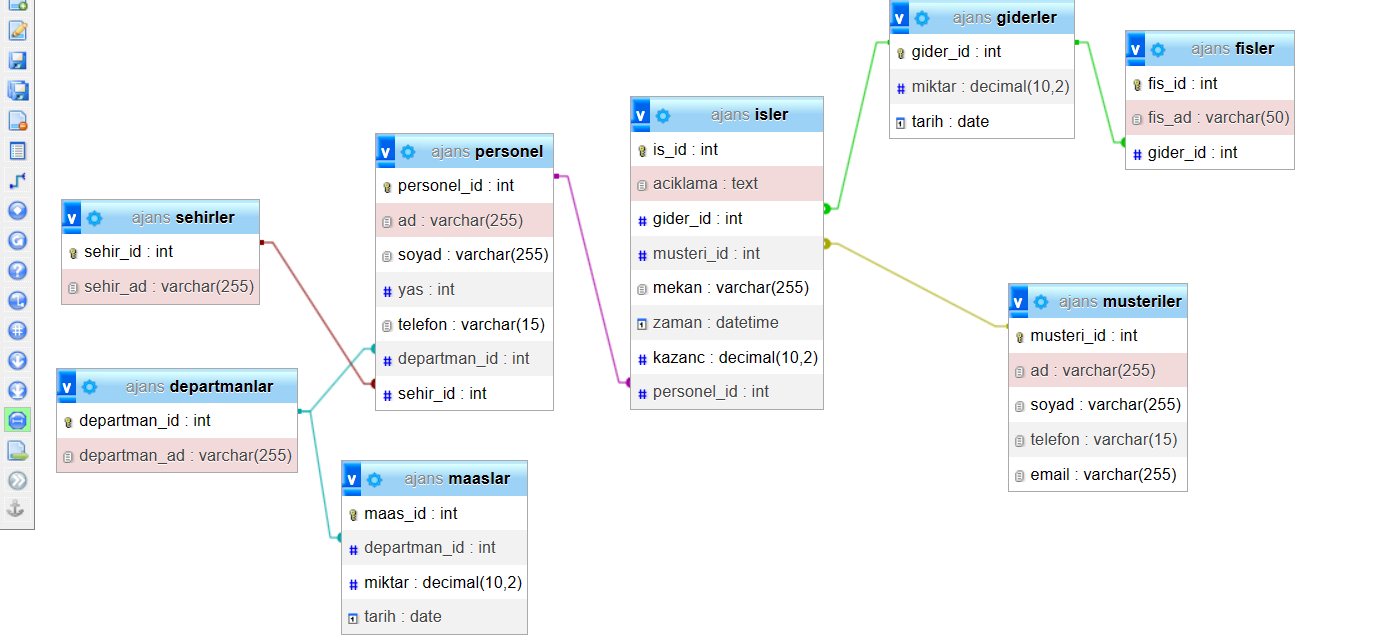 v ajans giderler
gider_id : int
# miktar : decimal(10,2)
tarih : date
v ajans fisler
fis_id : int
fis_ad : varchar(50)
# gider_id : int
v ajans isler
is_id : int
aciklama : text
# gider_id : int
# musteri_id : int
mekan : varchar(255)
zaman : datetime
# kazanc : decimal(10,2)
# personel_id : int
v ajans personel
personel_id : int
ad : varchar(255)
soyad : varchar(255)
# yas : int
telefon : varchar(15)
# departman_id : int
# sehir_id : int
v ajans sehirler
sehir_id : int
sehir_ad : varchar(255)
v ajans departmanlar
departman_id : int
departman_ad : varchar(255)
v ajans maaslar
maas_id : int
# departman_id : int
# miktar : decimal(10,2)
tarih : date
v ajans musteriler
musteri_id : int
ad : varchar(255)
soyad : varchar(255)
telefon : varchar(15)
email : varchar(255)